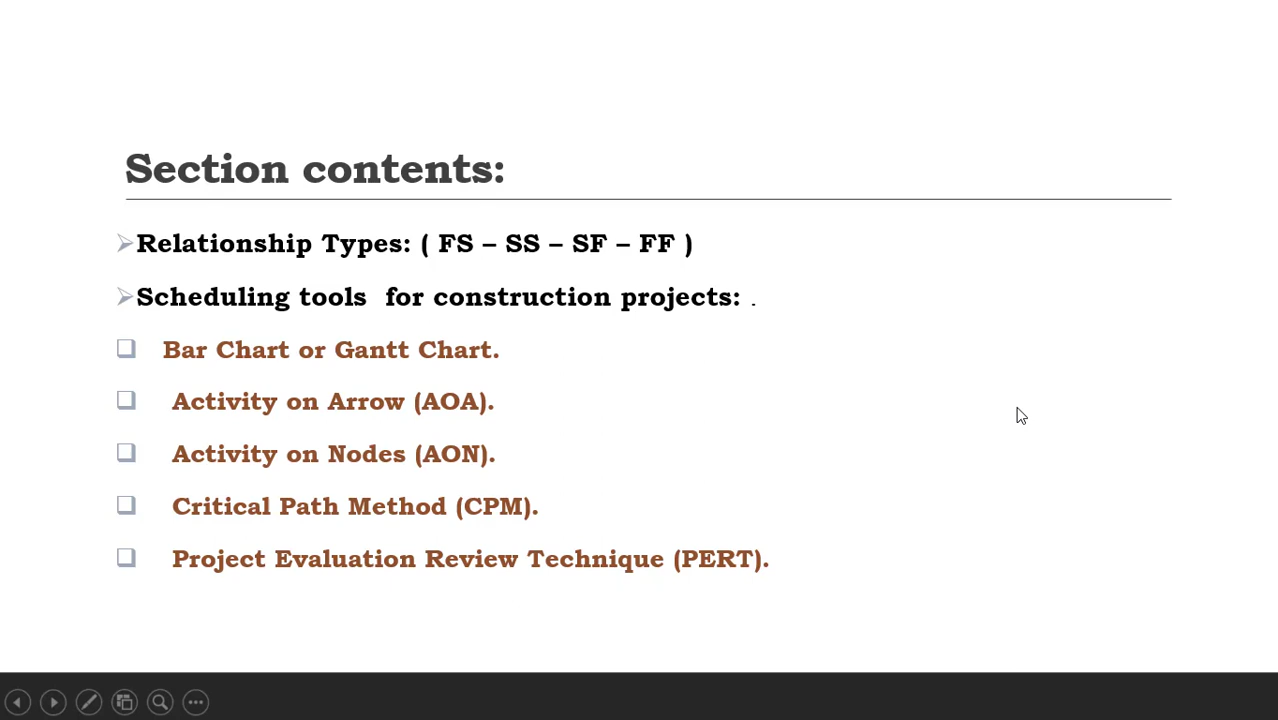 Section contents:
Relationship Types: ( FS – SS – SF – FF )
Scheduling tools  for construction projects: .
Bar Chart or Gantt Chart.
Activity on Arrow (AOA).
Activity on Nodes (AON).
Critical Path Method (CPM).
Project Evaluation Review Technique (PERT).